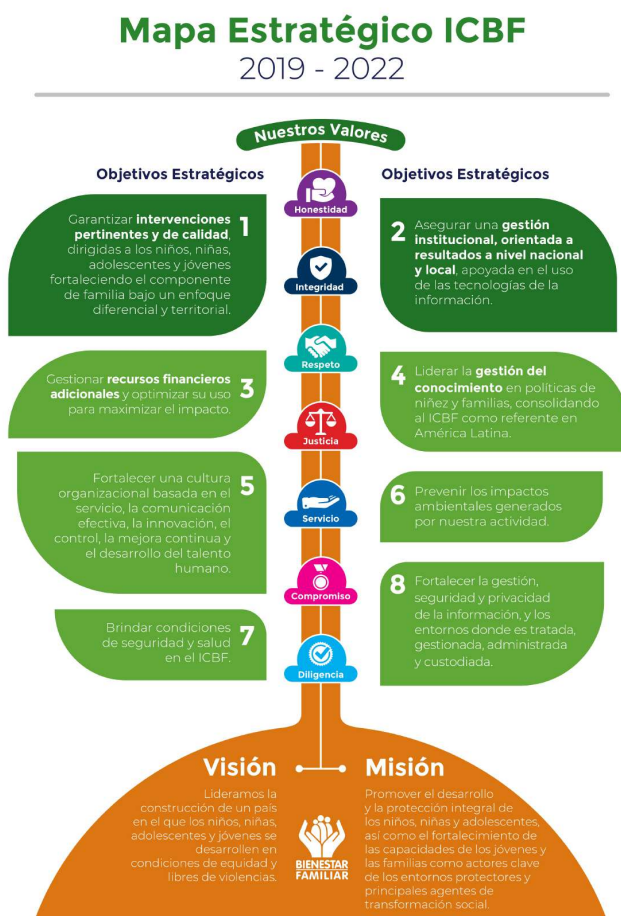 Mapa Estratégico ICBF
2019 - 2022
Nuestros Valores
Objetivos Estratégicos
Objetivos Estratégicos
Honestidad
1
Garantizar intervenciones
pertinentes y de calidad,
dirigidas a los niños, niñas,
adolescentes y jóvenes
fortaleciendo el componente
de familia bajo un enfoque
diferencial y territorial.
2
Asegurar una gestión
institucional, orientada a
resultados a nivel nacional
y local, apoyada en el uso
de las tecnologías de la
información.
Integridad
Respeto
3
Gestionar recursos financieros
adicionales y optimizar su uso
para maximizar el impacto.
4
Liderar la gestión del
conocimiento en políticas de
niñez y familias, consolidando
al ICBF como referente en
América Latina.
Justicia
5
Fortalecer una cultura
organizacional basada en el
servicio, la comunicación
efectiva, la innovación, el
control, la mejora continua y
el desarrollo del talento
humano.
6
Prevenir los impactos
ambientales generados
por nuestra actividad.
Servicio
Compromiso
7
Brindar condiciones
de seguridad y salud
en el ICBF.
8
Fortalecer la gestión,
seguridad y privacidad
de la información, y los
entornos donde es tratada,
gestionada, administrada
y custodiada.
Diligencia
Visión
Lideramos la
construcción de un país
en el que los niños, niñas,
adolescentes y jóvenes se
desarrollen en
condiciones de equidad y
libres de violencias.
Misión
Promover el desarrollo
y la protección integral de
los niños, niñas y adolescentes,
así como el fortalecimiento de
las capacidades de los jóvenes y
las familias como actores clave
de los entornos protectores y
principales agentes de
transformación social.
BIENESTAR
FAMILIAR